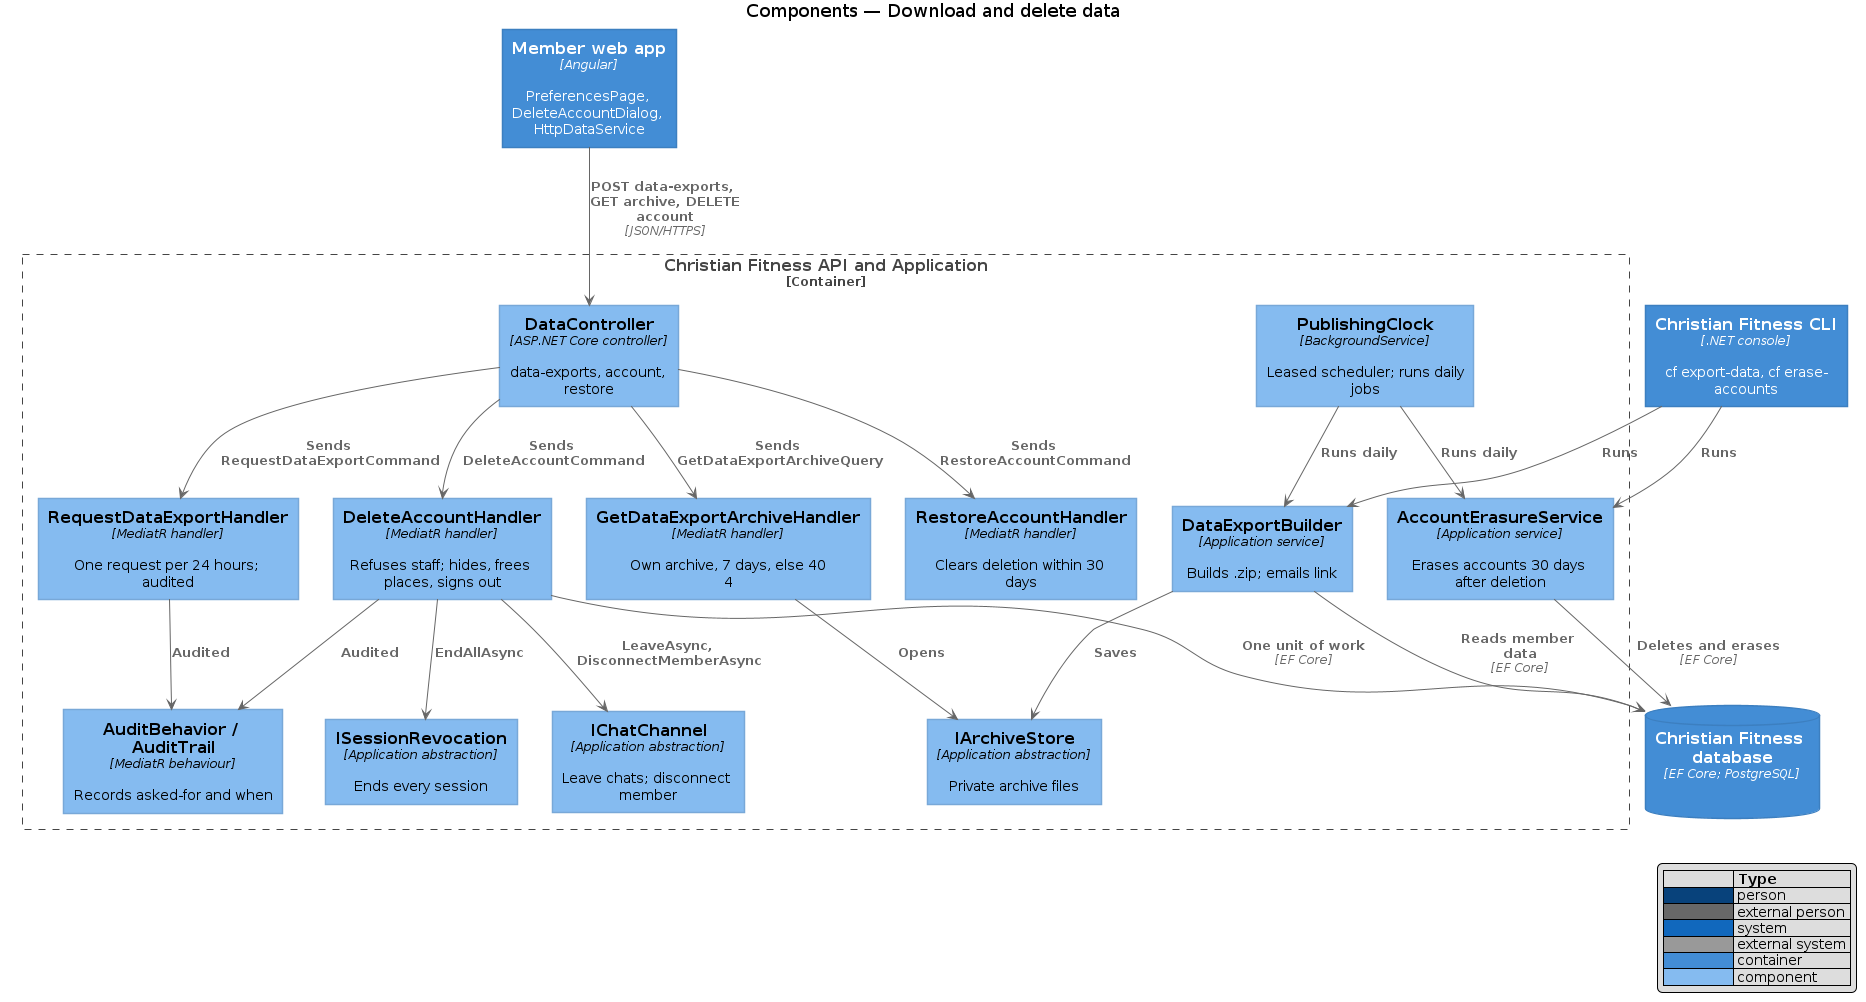 Components — Download and delete data
Member web app
[Angular]
PreferencesPage,
DeleteAccountDialog,
HttpDataService
POST data-exports,
GET archive, DELETE
account
[JSON/HTTPS]
Christian Fitness API and Application
[Container]
DataController
[ASP.NET Core controller]
data-exports, account,
restore
PublishingClock
[BackgroundService]
Leased scheduler; runs daily
jobs
Christian Fitness CLI
[.NET console]
cf export-data, cf erase-
accounts
Sends
RequestDataExportCommand
Sends
DeleteAccountCommand
Sends
GetDataExportArchiveQuery
Sends
RestoreAccountCommand
Runs daily
Runs daily
Runs
Runs
RequestDataExportHandler
[MediatR handler]
One request per 24 hours;
audited
DeleteAccountHandler
[MediatR handler]
Refuses staff; hides, frees
places, signs out
GetDataExportArchiveHandler
[MediatR handler]
Own archive, 7 days, else 40
4
RestoreAccountHandler
[MediatR handler]
Clears deletion within 30
days
DataExportBuilder
[Application service]
Builds .zip; emails link
AccountErasureService
[Application service]
Erases accounts 30 days
after deletion
Audited
Audited
EndAllAsync
LeaveAsync,
DisconnectMemberAsync
Opens
Saves
One unit of work
[EF Core]
Reads member
data
[EF Core]
Deletes and erases
[EF Core]
AuditBehavior /
AuditTrail
[MediatR behaviour]
Records asked-for and when
ISessionRevocation
[Application abstraction]
Ends every session
IChatChannel
[Application abstraction]
Leave chats; disconnect
member
IArchiveStore
[Application abstraction]
Private archive files
Christian Fitness
database
[EF Core; PostgreSQL]
Type
person
external person
system
external system
container
component